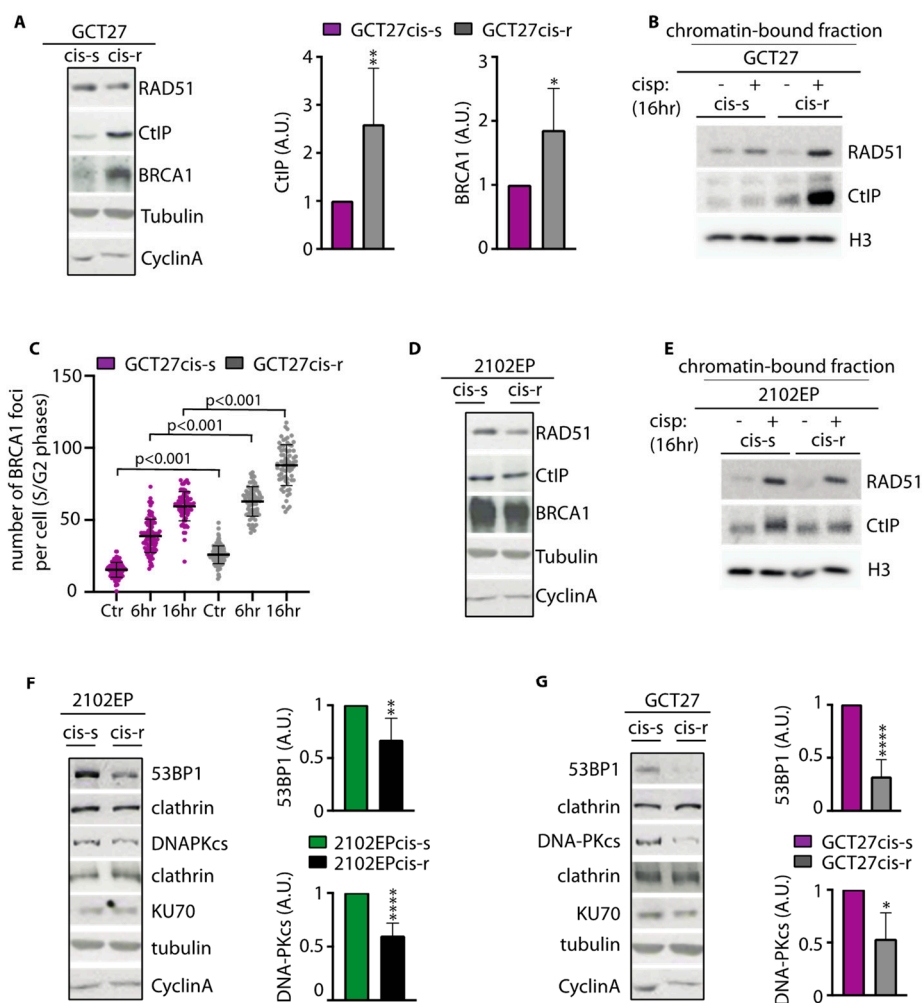 A
GCT27
cis-s cis-r
RAD51
CtIP
BRCA1
Tubulin
CyclinA
GCT27cis-s GCT27cis-r
CtIP (A.U.)
4
3
2
1
0
**
BRCA1 (A.U.)
3
2
1
0
*
B
chromatin-bound fraction
GCT27
cisp: - + - +
(16hr) cis-s cis-r
RAD51
CtIP
H3
C
GCT27cis-s GCT27cis-r
number of BRCA1 foci
per cell (S/G2 phases)
150
100
50
0
p<0.001
p<0.001
p<0.001
Ctr 6hr 16hr Ctr 6hr 16hr
D
2102EP
cis-s cis-r
RAD51
CtIP
BRCA1
Tubulin
CyclinA
E
chromatin-bound fraction
2102EP
cisp: - + - +
(16hr) cis-s cis-r
RAD51
CtIP
H3
F
2102EP
cis-s cis-r
53BP1
clathrin
DNAPKcs
clathrin
KU70
tubulin
CyclinA
53BP1 (A.U.)
1
0.5
0
**
2102EPcis-s
2102EPcis-r
DNA-PKcs (A.U.)
1
0.5
0
****
G
GCT27
cis-s cis-r
53BP1
clathrin
DNA-PKcs
clathrin
KU70
tubulin
CyclinA
53BP1 (A.U.)
1
0.5
0
****
GCT27cis-s
GCT27cis-r
DNA-PKcs (A.U.)
1
0.5
0
*